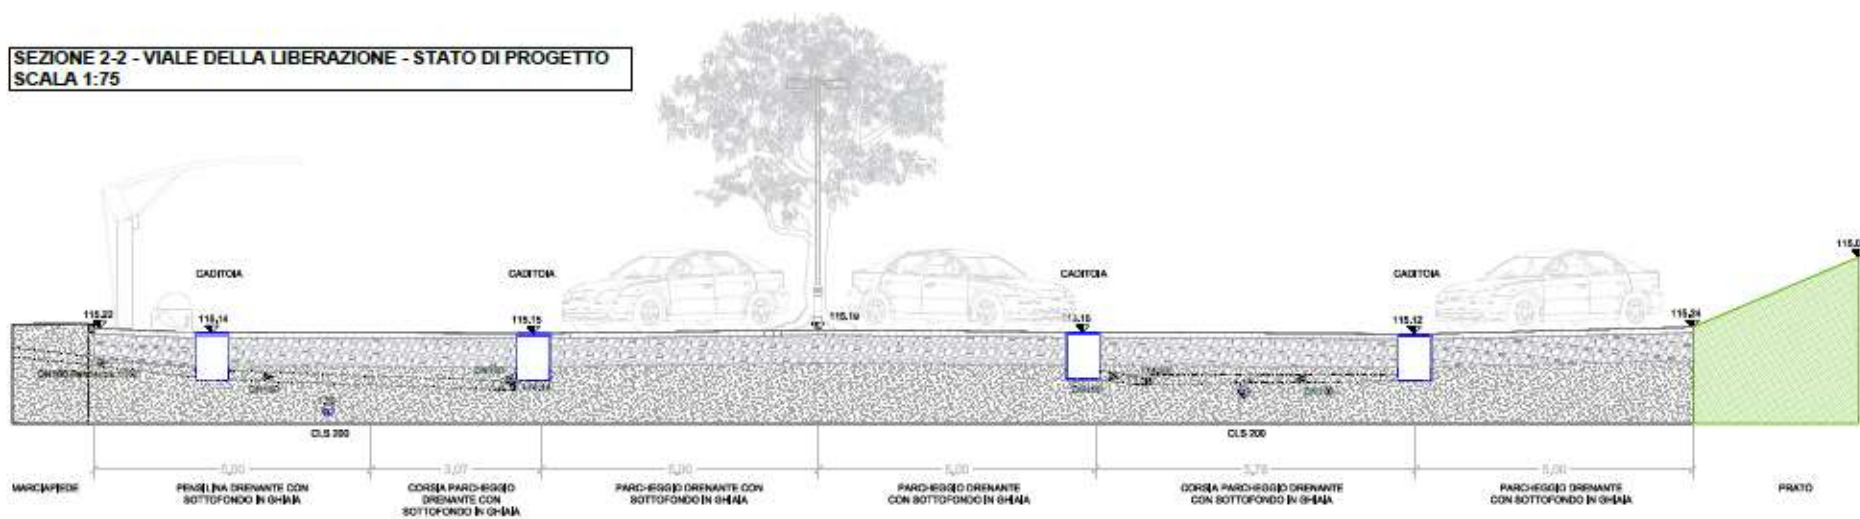 SEZIONE 2-2 - VIALE DELLA LIBERAZIONE - STATO DI PROGETTO
SCALA 1:75
CADITOIA
CADITOIA
CADITOIA
CADITOIA
115,22
115,14
115,15
115,19
115,12
115,24
CLS 200
CLS 200
5,00
3,07
5,00
5,00
5,00
MARCIAPIEDE
PENSILINA DRENANTE CON
SOTTOFONDO IN GHIAIA
CORSIA PARCHEGGIO
DRENANTE CON
SOTTOFONDO IN GHIAIA
PARCHEGGIO DRENANTE CON
SOTTOFONDO IN GHIAIA
PARCHEGGIO DRENANTE
CON SOTTOFONDO IN GHIAIA
CORSIA PARCHEGGIO DRENANTE
CON SOTTOFONDO IN GHIAIA
PARCHEGGIO DRENANTE
CON SOTTOFONDO IN GHIAIA
PRATO